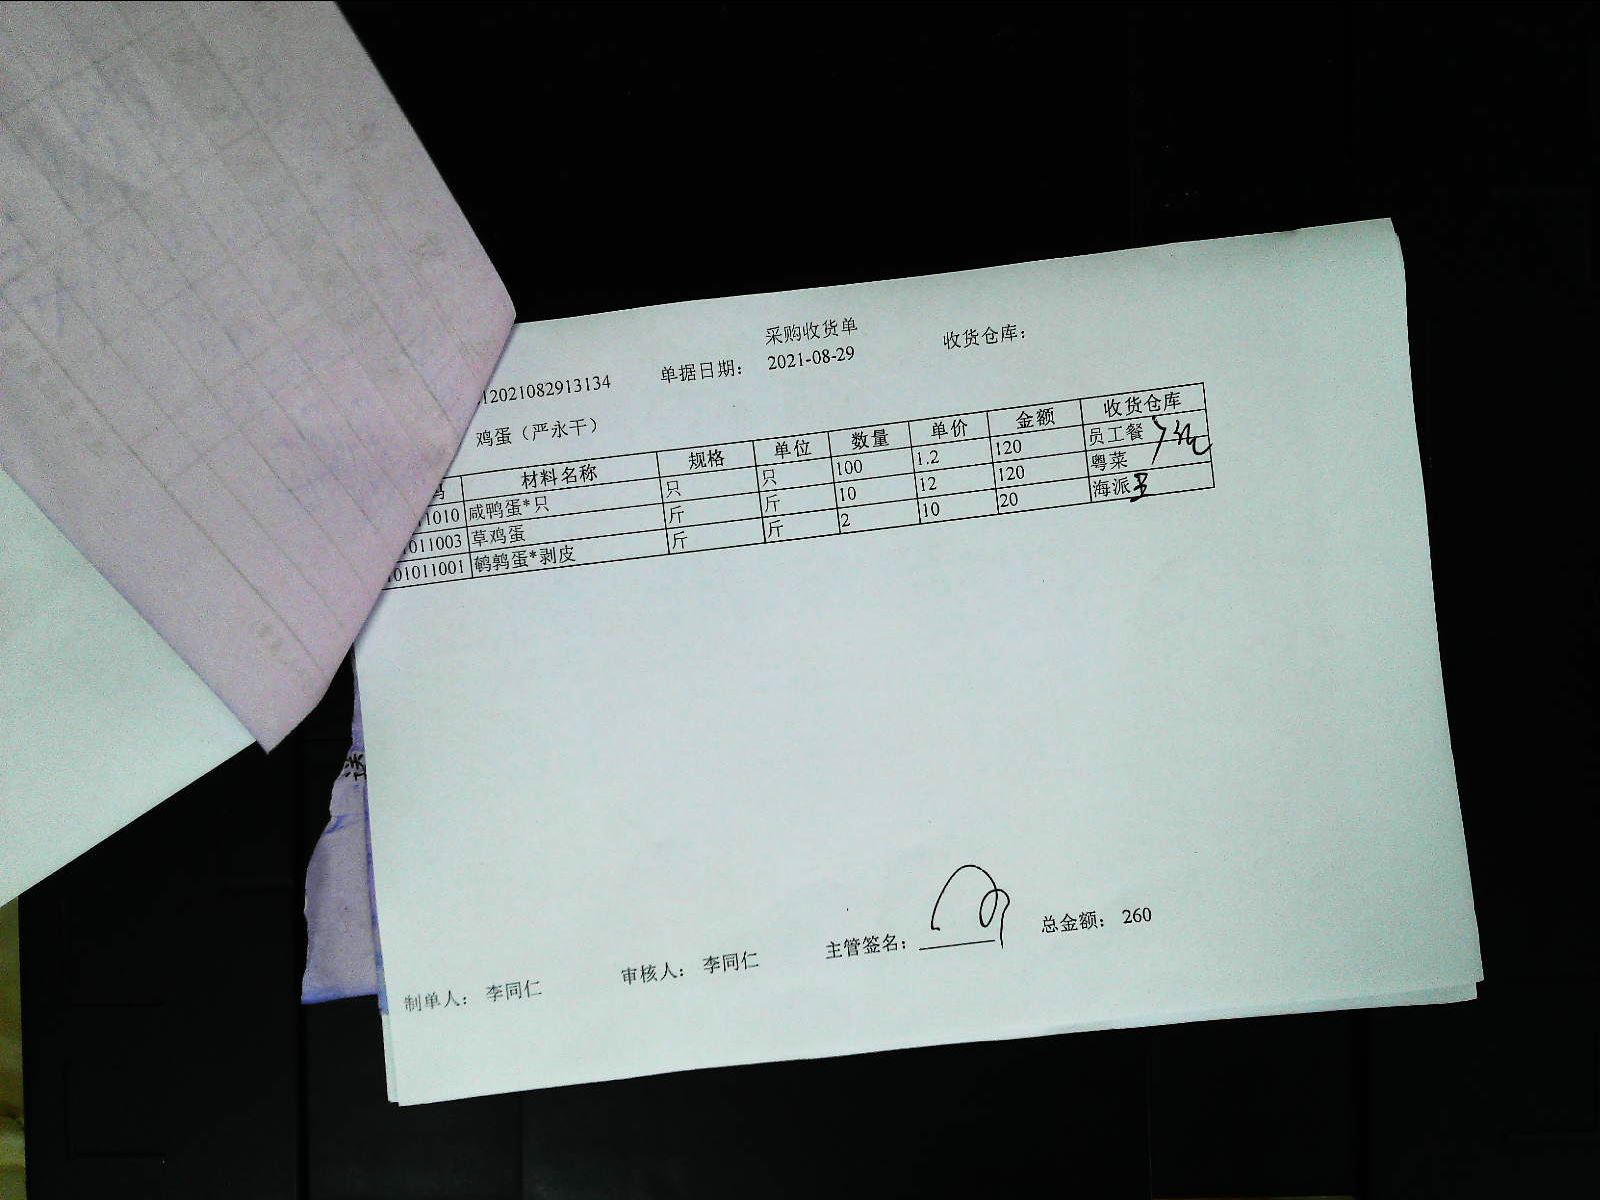 采购收货单
12021082913134 单据日期： 2021-08-29 收货仓库：
鸡蛋（严永干）
码 材料名称 规格 单位 数量 单价 金额 收货仓库
11010 咸鸭蛋*只 只 只 100 1.2 120 员工餐
011003 草鸡蛋 斤 斤 10 12 120 粤菜
01011001 鹌鹑蛋*剥皮 斤 斤 2 10 20 海派
制单人： 李同仁 审核人： 李同仁 主管签名： 总金额： 260